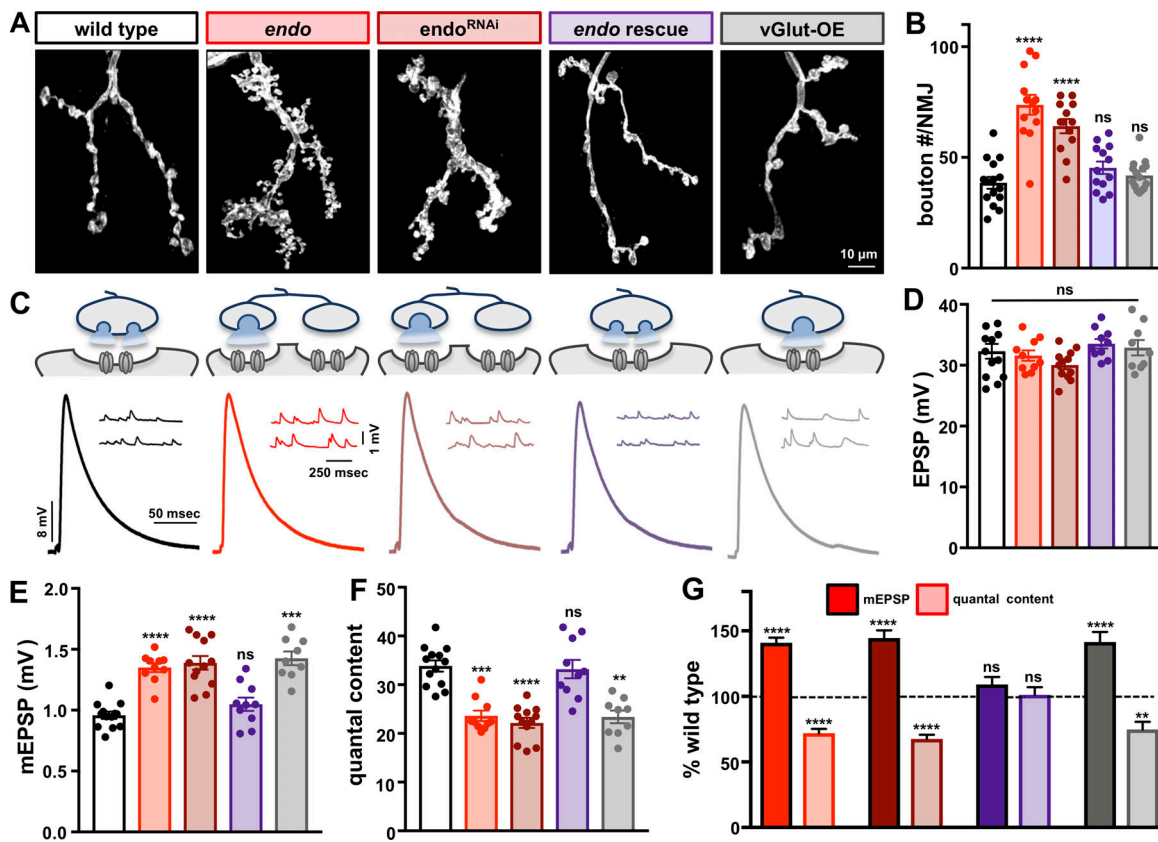 A
wild type
endo
endoRNAi
endo rescue
vGlut-OE
10 µm
B
bouton #/NMJ
100
50
0
****
****
ns
ns
C
8 mV
50 msec
1 mV
250 msec
D
EPSP (mV)
40
30
20
10
0
ns
E
mEPSP (mV)
2.0
1.5
1.0
0.5
0.0
****
****
ns
***
F
quantal content
50
40
30
20
10
0
***
****
ns
**
G
mEPSP
quantal content
% wild type
150
100
50
0
****
****
****
****
ns
ns
****
**